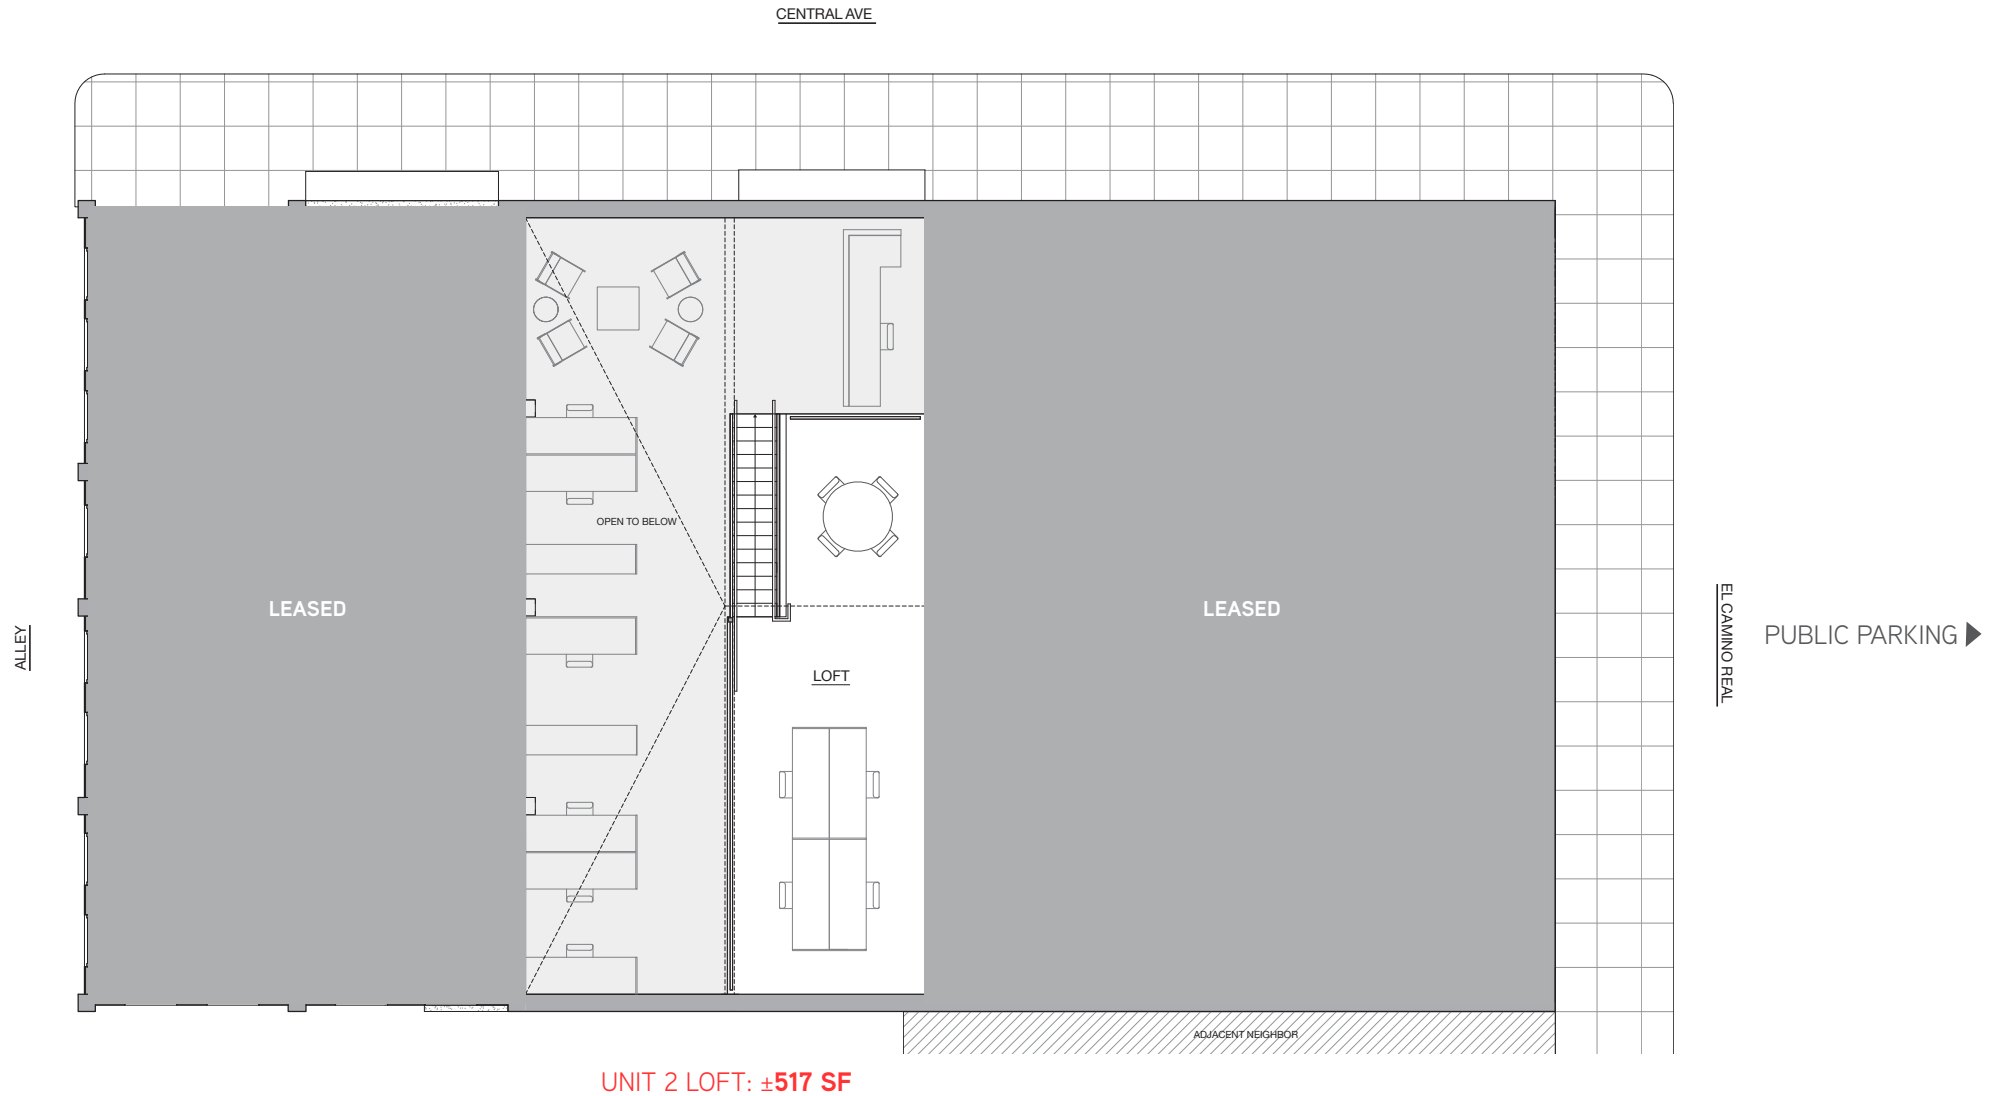 CENTRAL AVE
OPEN TO BELOW
LEASED
LEASED
ALLEY
EL CAMINO REAL
PUBLIC PARKING
LOFT
ADJACENT NEIGHBOR
UNIT 2 LOFT: ±517 SF